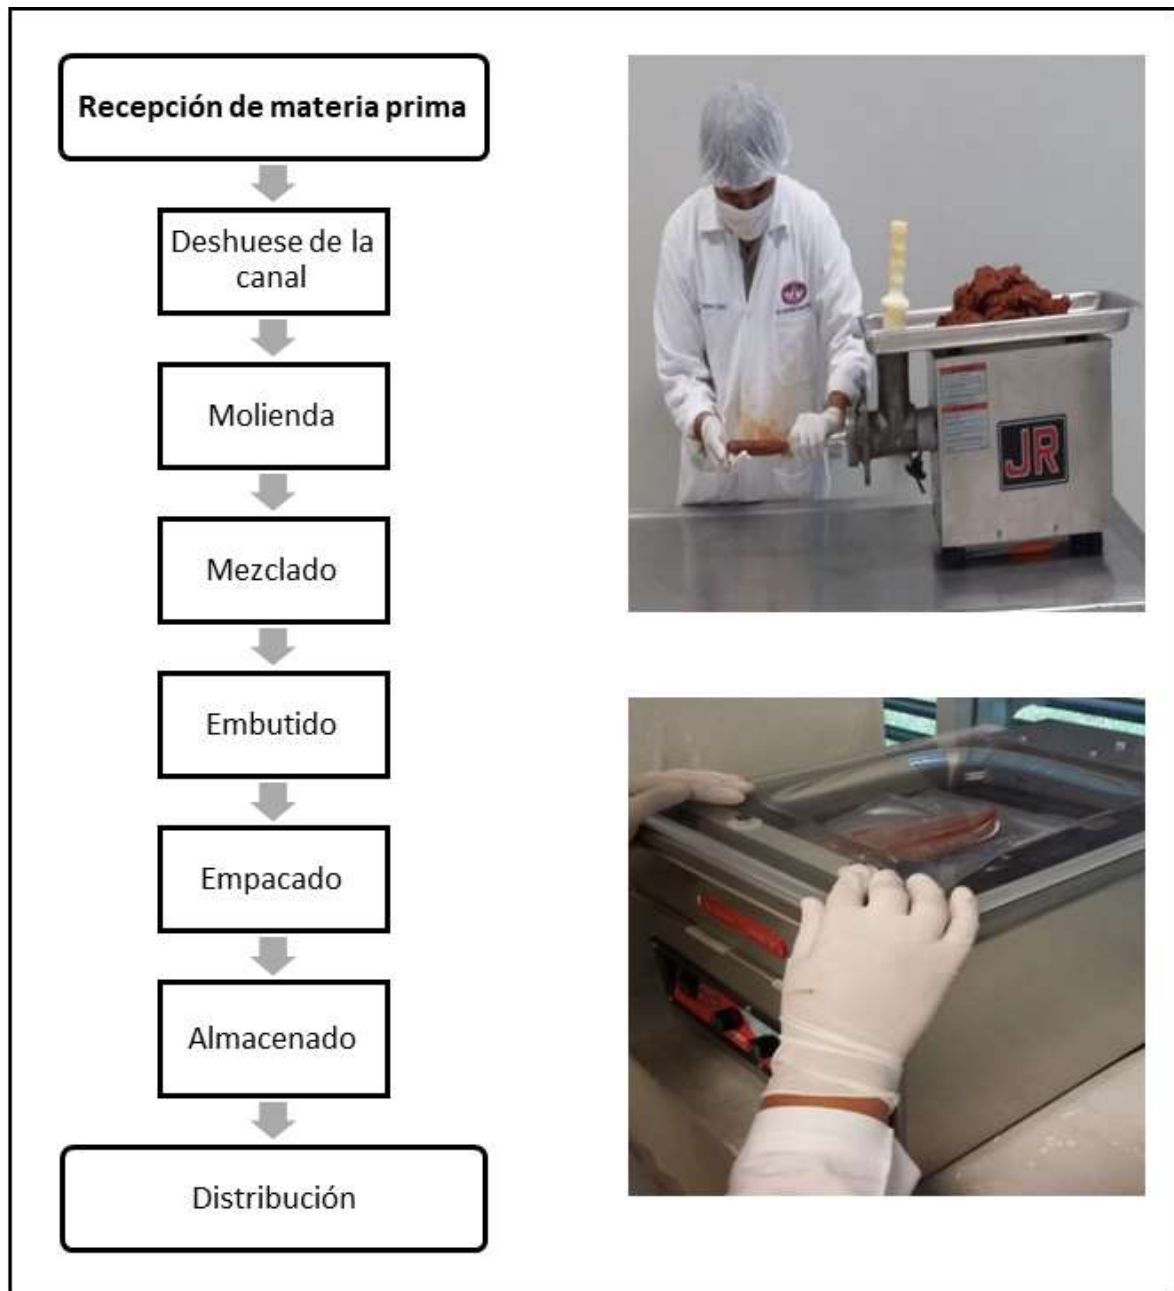 Recepción de materia prima
Deshuese de la
canal
Molienda
Mezclado
Embutido
Empacado
Almacenado
Distribución
JR